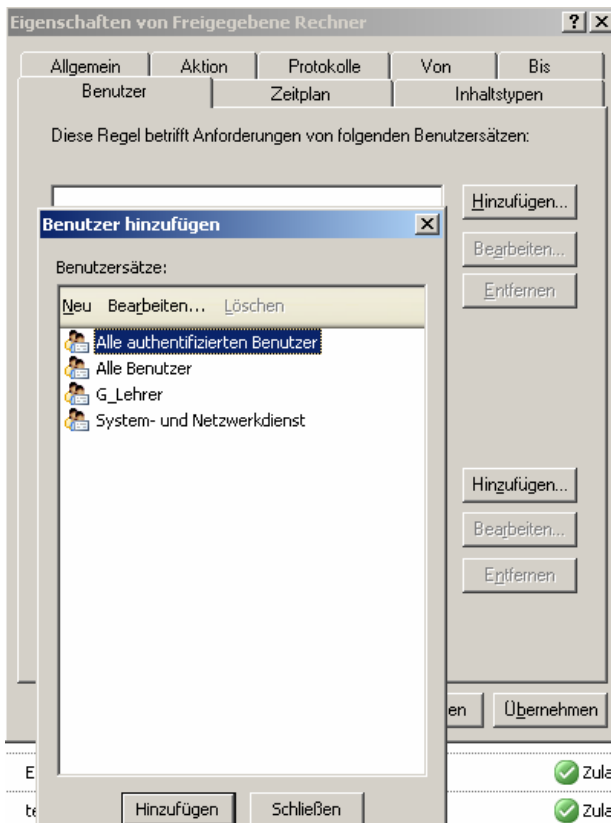 Eigenschaften von Freigegebene Rechner
Allgemein Aktion Protokolle Von Bis
Benutzer Zeitplan Inhaltstypen
Diese Regel betrifft Anforderungen von folgenden Benutzersätzen:
Hinzufügen...
Bearbeiten...
Entfernen
Benutzer hinzufügen
Benutzersätze:
Neu Bearbeiten... Löschen
Alle authentifizierten Benutzer
Alle Benutzer
G_Lehrer
System- und Netzwerkdienst
Hinzufügen...
Bearbeiten...
Entfernen
en Übernehmen
E Zula
te Zula
Hinzufügen Schließen